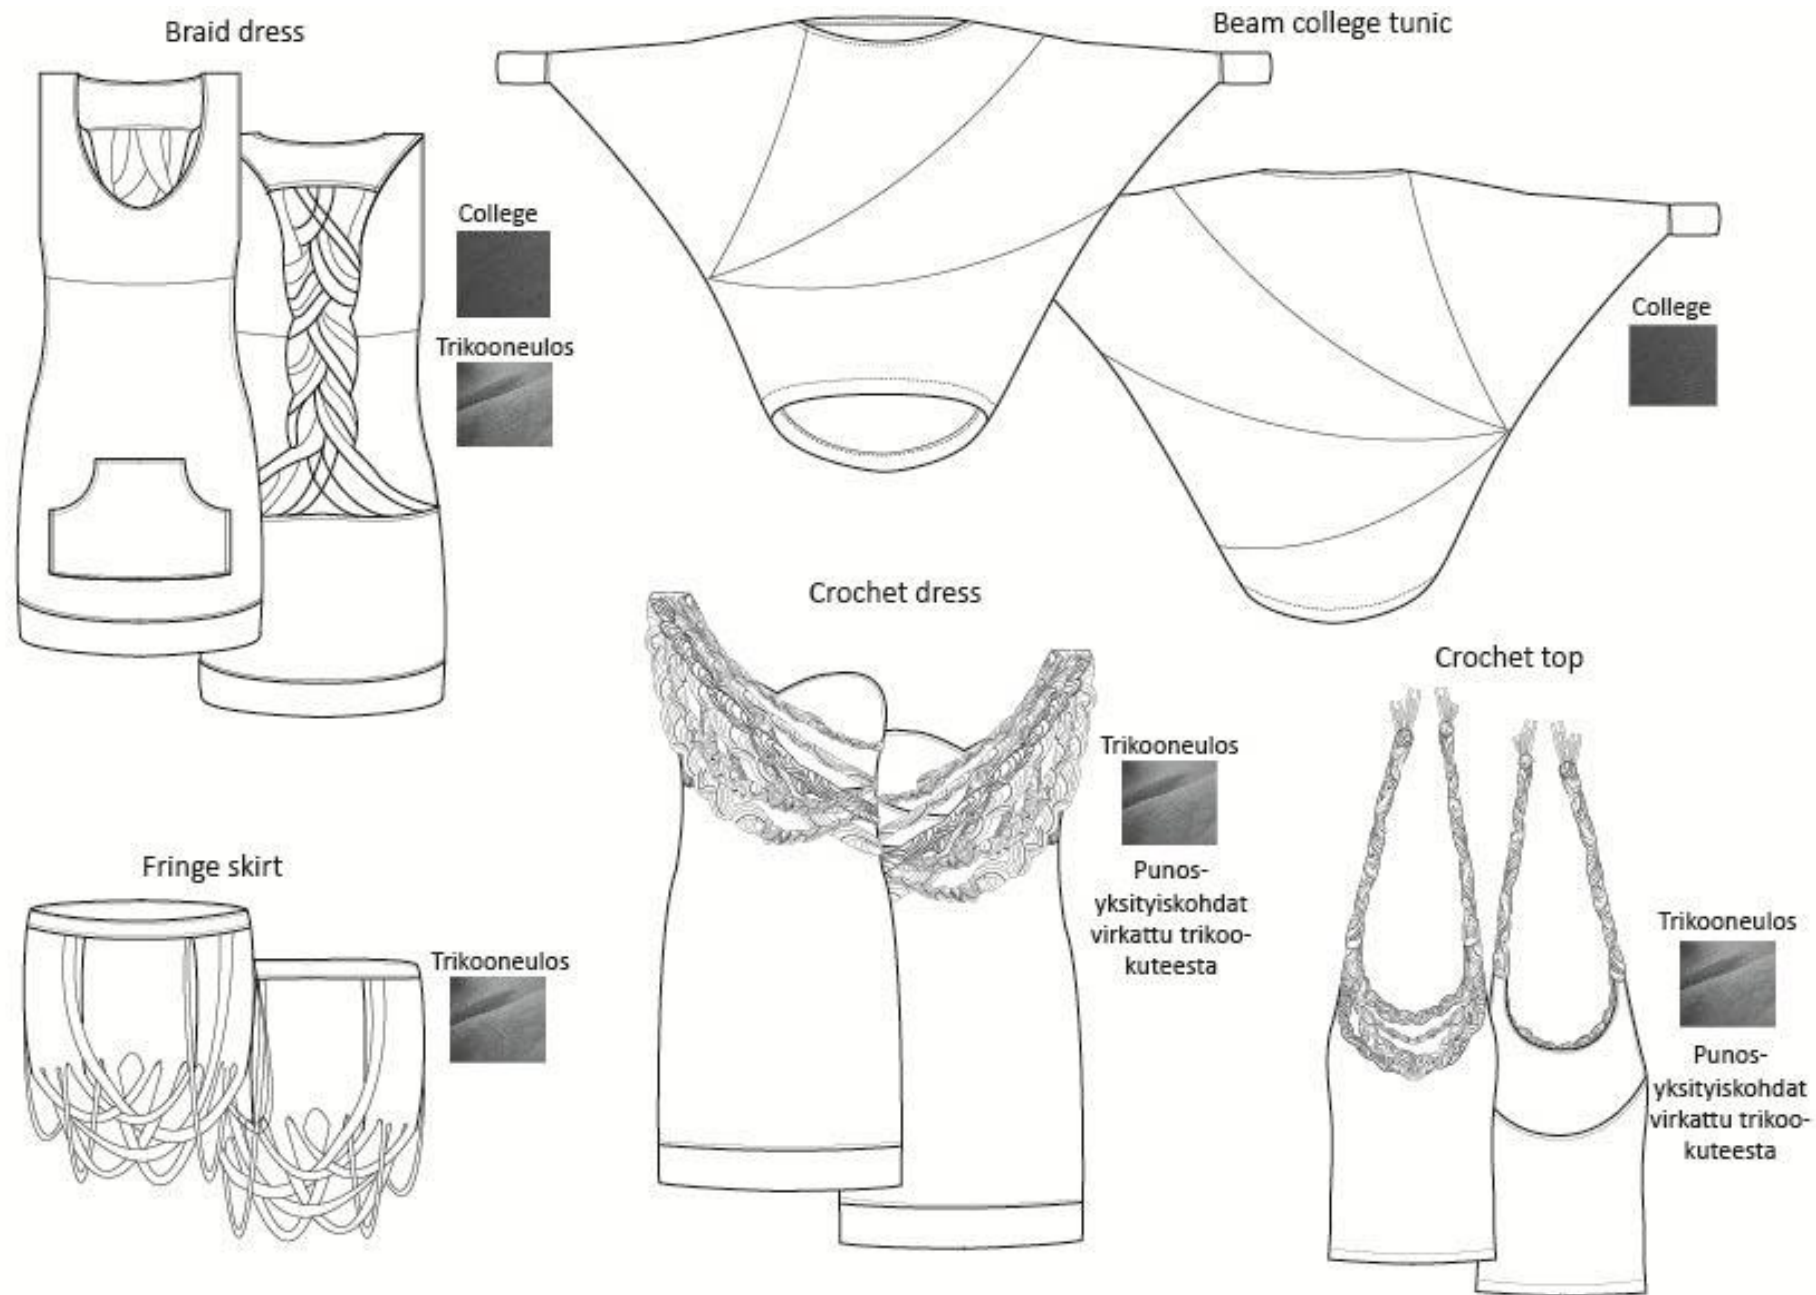 Braid dress
Beam college tunic
College
Trikooneulos
College
Crochet dress
Crochet top
Trikooneulos
Punos-
yksityiskohdat
virkattu trikoo-
kuteesta
Fringe skirt
Trikooneulos
Trikooneulos
Punos-
yksityiskohdat
virkattu trikoo-
kuteesta